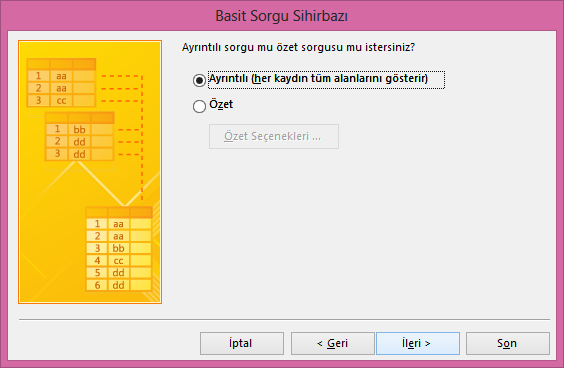 Basit Sorgu Sihirbazı
Ayrıntılı sorgu mu özet sorgusu mu istersiniz?
Ayrıntılı (her kaydın tüm alanlarını gösterir)
Özet
Özet Seçenekleri ...
1 aa
2 aa
3 cc
1 bb
2 dd
3 dd
1 aa
2 aa
3 bb
4 cc
5 dd
6 dd
İptal
< Geri
İleri >
Son